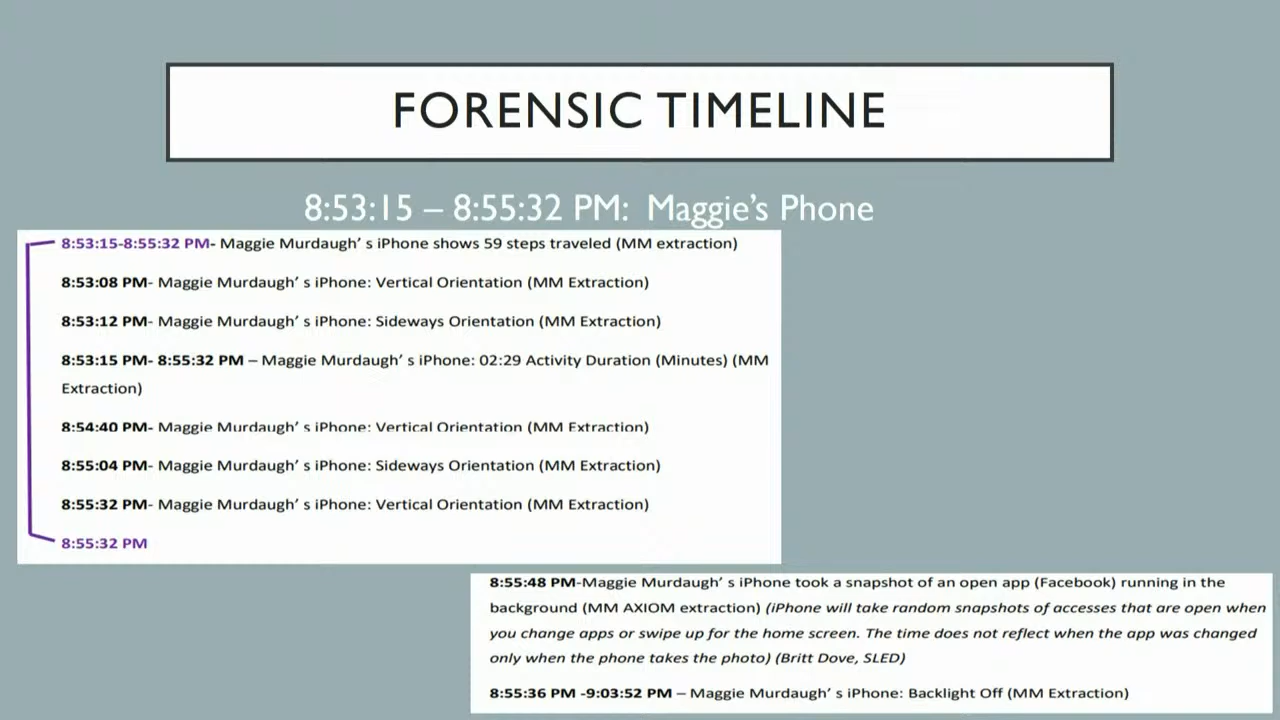 FORENSIC TIMELINE
8:53:15 – 8:55:32 PM: Maggie's Phone
8:53:15-8:55:32 PM- Maggie Murdaugh' s iPhone shows 59 steps traveled (MM extraction)
8:53:08 PM- Maggie Murdaugh' s iPhone: Vertical Orientation (MM Extraction)
8:53:12 PM- Maggie Murdaugh' s iPhone: Sideways Orientation (MM Extraction)
8:53:15 PM- 8:55:32 PM – Maggie Murdaugh' s iPhone: 02:29 Activity Duration (Minutes) (MM
Extraction)
8:54:40 PM- Maggie Murdaugh' s iPhone: Vertical Orientation (MM Extraction)
8:55:04 PM- Maggie Murdaugh' s iPhone: Sideways Orientation (MM Extraction)
8:55:32 PM- Maggie Murdaugh' s iPhone: Vertical Orientation (MM Extraction)
8:55:32 PM
8:55:48 PM-Maggie Murdaugh' s iPhone took a snapshot of an open app (Facebook) running in the
background (MM AXIOM extraction) (iPhone will take random snapshots of accesses that are open when
you change apps or swipe up for the home screen. The time does not reflect when the app was changed
only when the phone takes the photo) (Britt Dove, SLED)
8:55:36 PM -9:03:52 PM – Maggie Murdaugh' s iPhone: Backlight Off (MM Extraction)